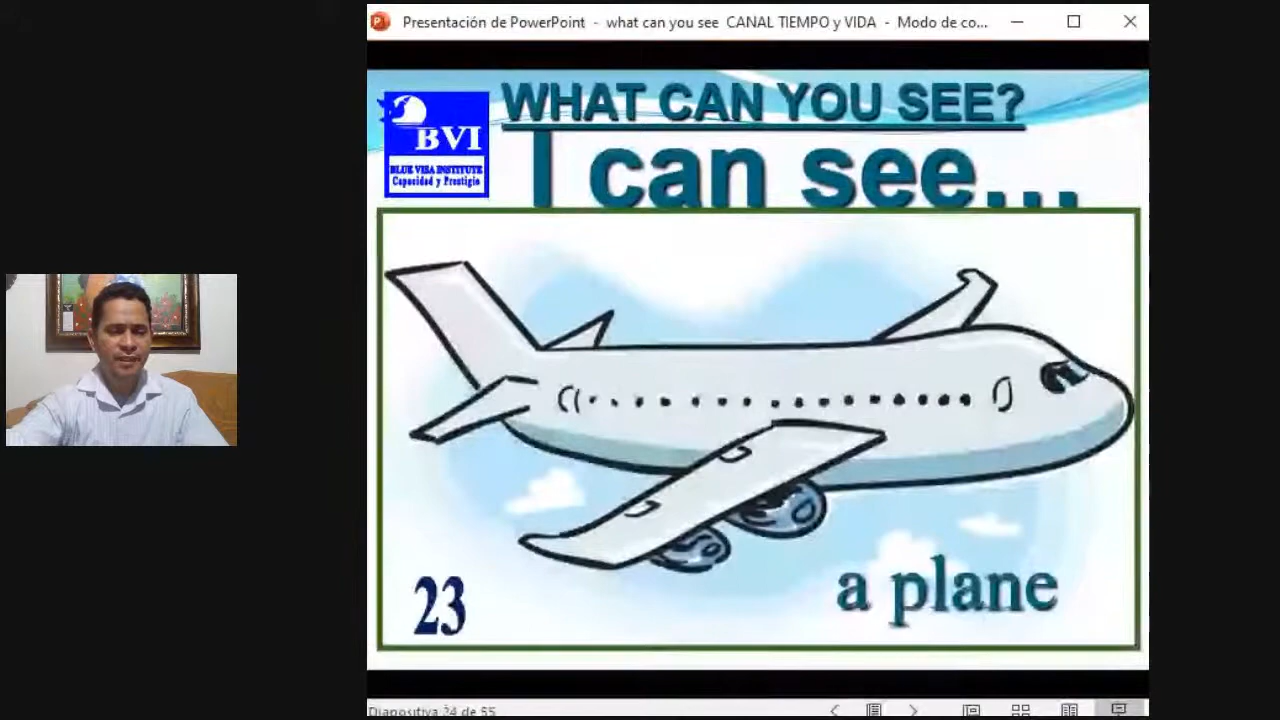 Presentación de PowerPoint - what can you see CANAL TIEMPO y VIDA - Modo de co...
WHAT CAN YOU SEE?
I can see...
BVI
BLUE VISA INSTITUTE
Capacidad y Prestigio
23
a plane
Diapositiva 24 de 55